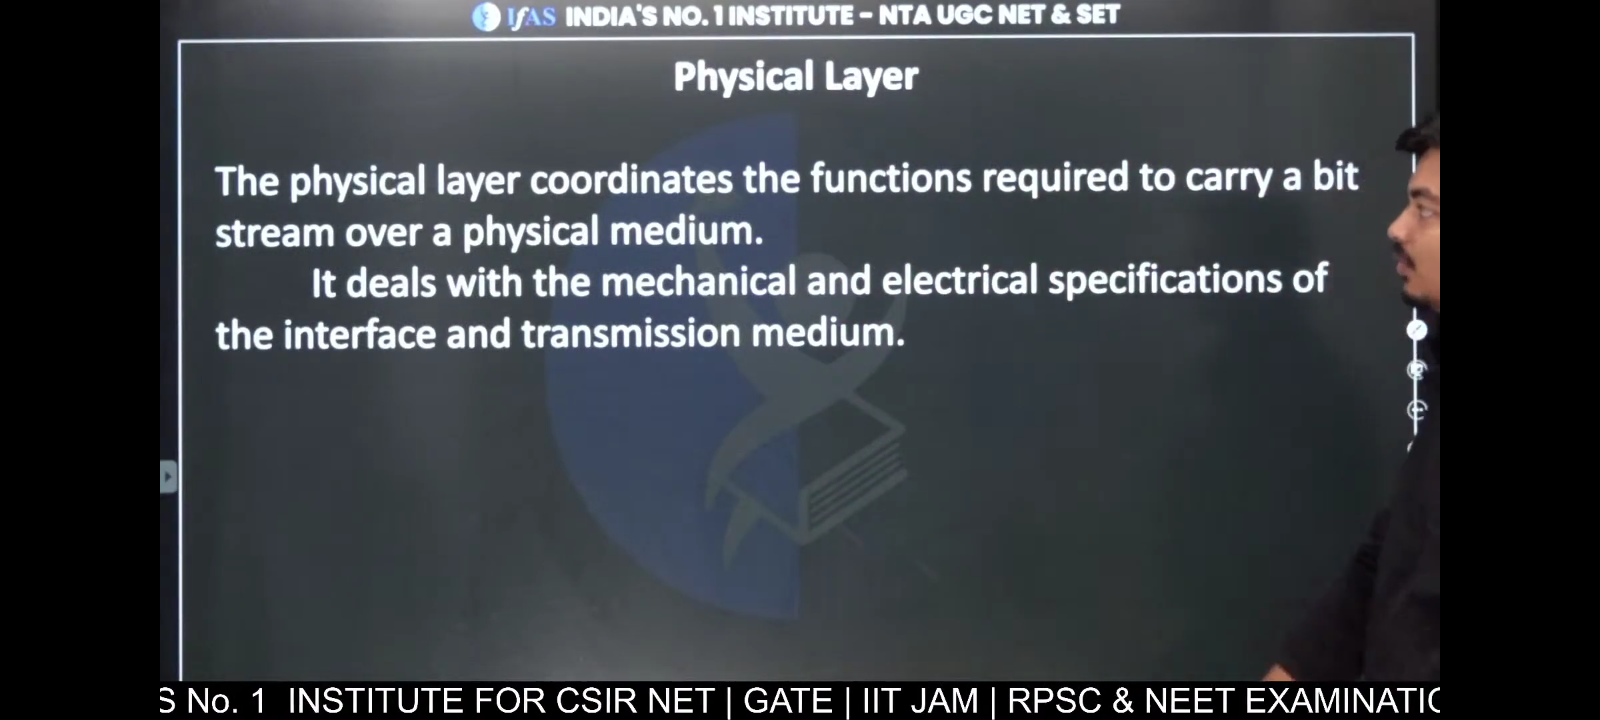 IfAS INDIA'S NO. 1 INSTITUTE – NTA UGC NET & SET
Physical Layer
The physical layer coordinates the functions required to carry a bit
stream over a physical medium.
It deals with the mechanical and electrical specifications of
the interface and transmission medium.
S No. 1 INSTITUTE FOR CSIR NET | GATE | IIT JAM | RPSC & NEET EXAMINATIO